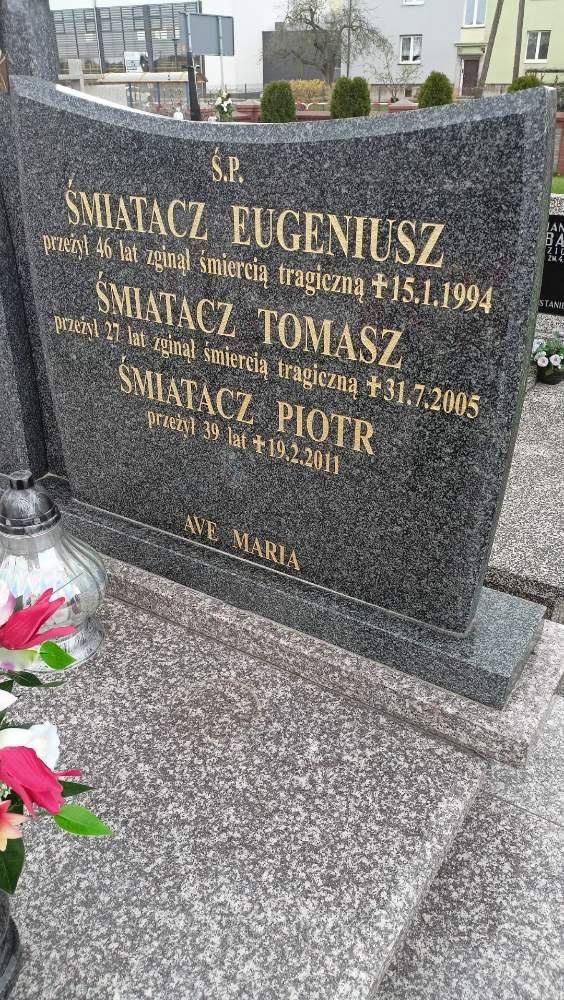 Ś.P.
ŚMIATACZ EUGENIUSZ
przeżył 46 lat zginął śmiercią tragiczną ✝15.1.1994
ŚMIATACZ TOMASZ
przeżył 27 lat zginął śmiercią tragiczną ✝31.7.2005
ŚMIATACZ PIOTR
przeżył 39 lat ✝19.2.2011
AVE MARIA